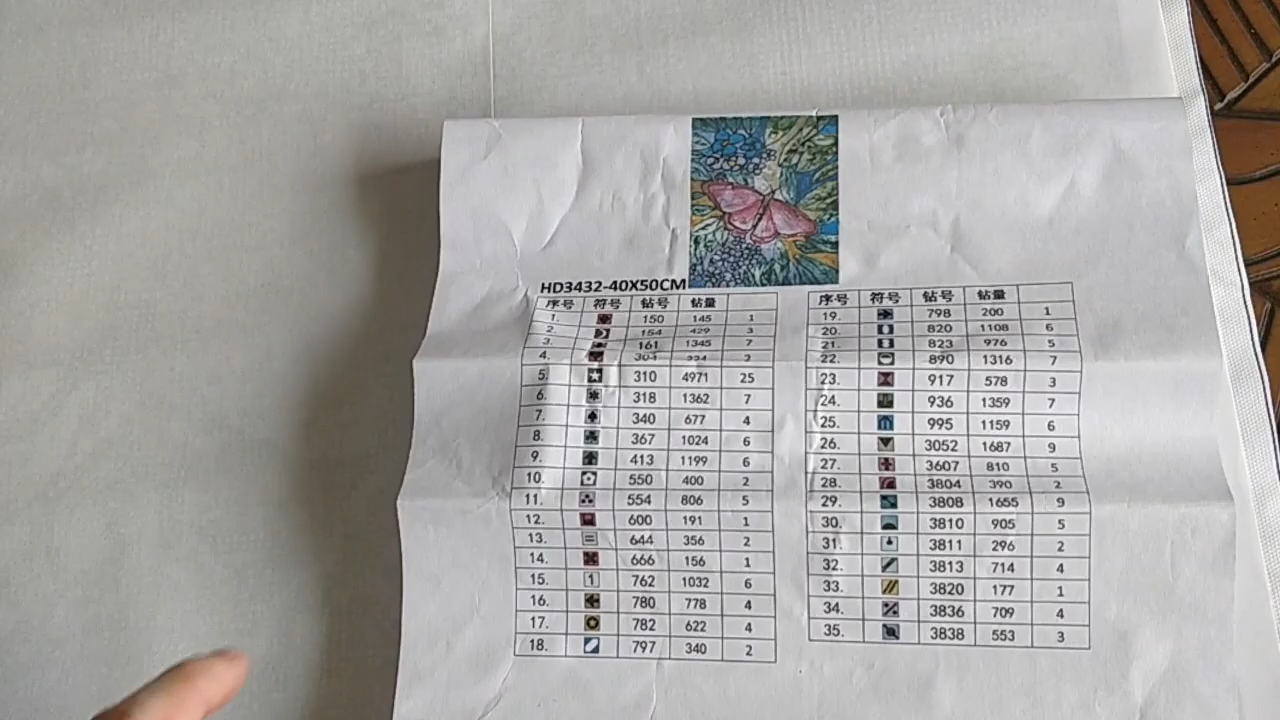 HD3432-40X50CM
序号 符号 钻号 钻量
1. 150 145 1
2. 154 429 3
3. 161 1345 7
4. 304 224 2
5. 310 4971 25
6. 318 1362 7
7. 340 677 4
8. 367 1024 6
9. 413 1199 6
10. 550 400 2
11. 554 806 5
12. 600 191 1
13. 644 356 2
14. 666 156 1
15. 1 762 1032 6
16. 780 778 4
17. 782 622 4
18. 797 340 2
序号 符号 钻号 钻量
19. 798 200 1
20. 820 1108 6
21. 823 976 5
22. 890 1316 7
23. 917 578 3
24. 936 1359 7
25. 995 1159 6
26. 3052 1687 9
27. 3607 810 5
28. 3804 390 2
29. 3808 1655 9
30. 3810 905 5
31. 3811 296 2
32. 3813 714 4
33. 3820 177 1
34. 3836 709 4
35. 3838 553 3